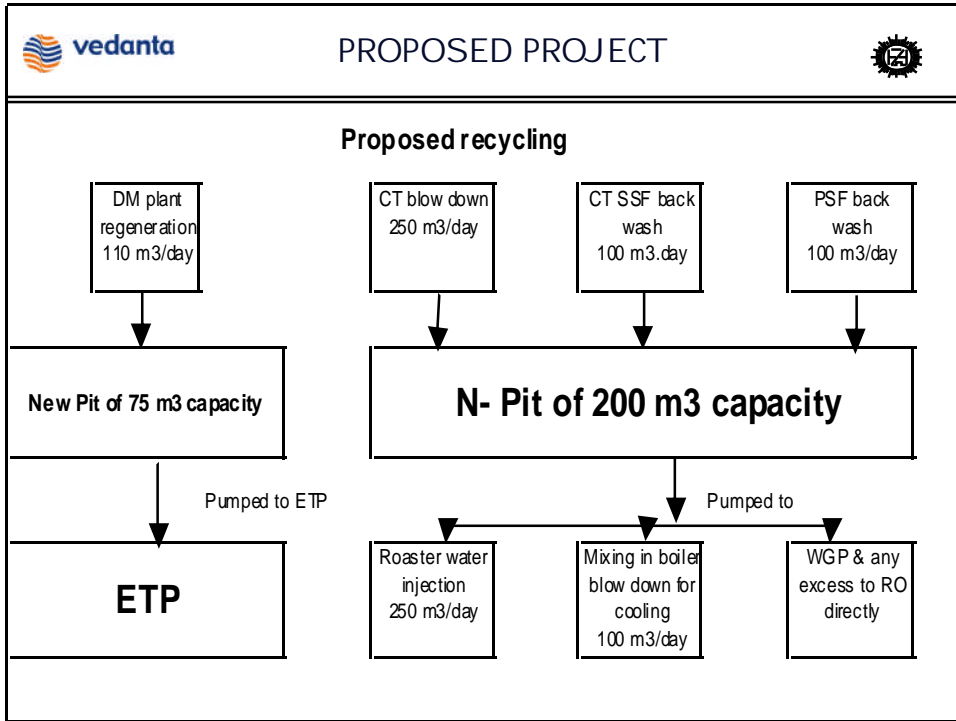 vedanta
PROPOSED PROJECT
Proposed recycling
DM plant
regeneration
110 m3/day
CT blow down
250 m3/day
CT SSF back
wash
100 m3.day
PSF back
wash
100 m3/day
New Pit of 75 m3 capacity
N- Pit of 200 m3 capacity
Pumped to ETP
Pumped to
ETP
Roaster water
injection
250 m3/day
Mixing in boiler
blow down for
cooling
100 m3/day
WGP & any
excess to RO
directly